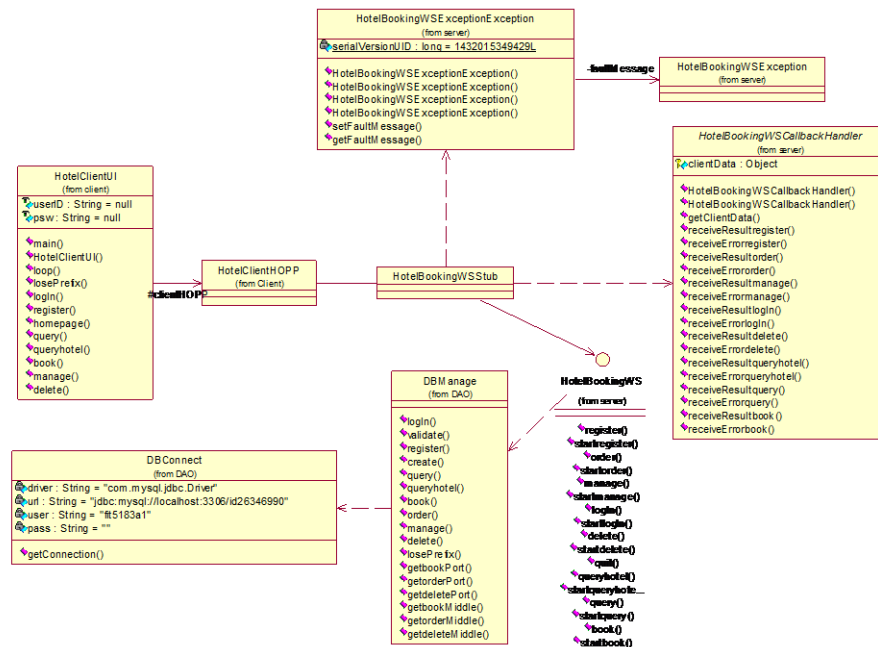 HotelBookingWSExceptionException
(from server)
serialVersionUID : long = 1432015349429L
HotelBookingWSExceptionException()
HotelBookingWSExceptionException()
HotelBookingWSExceptionException()
HotelBookingWSExceptionException()
setFaultMessage()
getFaultMessage()
-faultMessage
HotelBookingWSException
(from server)
HotelBookingWSCallbackHandler
(from server)
clientData : Object
HotelBookingWSCallbackHandler()
HotelBookingWSCallbackHandler()
getClientData()
receiveResultregister()
receiveErrorregister()
receiveResultorder()
receiveErrororder()
receiveResultmanage()
receiveErrormanage()
receiveResultlogIn()
receiveErrorlogIn()
receiveResultdelete()
receiveErrordelete()
receiveResultqueryhotel()
receiveErrorqueryhotel()
receiveResultquery()
receiveErrorquery()
receiveResultbook()
receiveErrorbook()
HotelClientUI
(from client)
userID : String = null
psw : String = null
main()
HotelClientUI()
loop()
losePrefix()
logIn()
register()
homepage()
query()
queryhotel()
book()
manage()
delete()
#clientHOPP
HotelClientHOPP
(from Client)
HotelBookingWSStub
HotelBookingWS
(from server)
register()
startregister()
order()
startorder()
manage()
startmanage()
logIn()
startlogIn()
delete()
startdelete()
quit()
queryhotel()
startqueryhote...
query()
startquery()
book()
startbook()
DBManage
(from DAO)
logIn()
validate()
register()
create()
query()
queryhotel()
book()
order()
manage()
delete()
losePrefix()
getbookPort()
getorderPort()
getdeletePort()
getbookMiddle()
getorderMiddle()
getdeleteMiddle()
DBConnect
(from DAO)
driver : String = "com.mysql.jdbc.Driver"
url : String = "jdbc:mysql://localhost:3306/id26346990"
user : String = "fit5183a1"
pass : String = ""
getConnection()